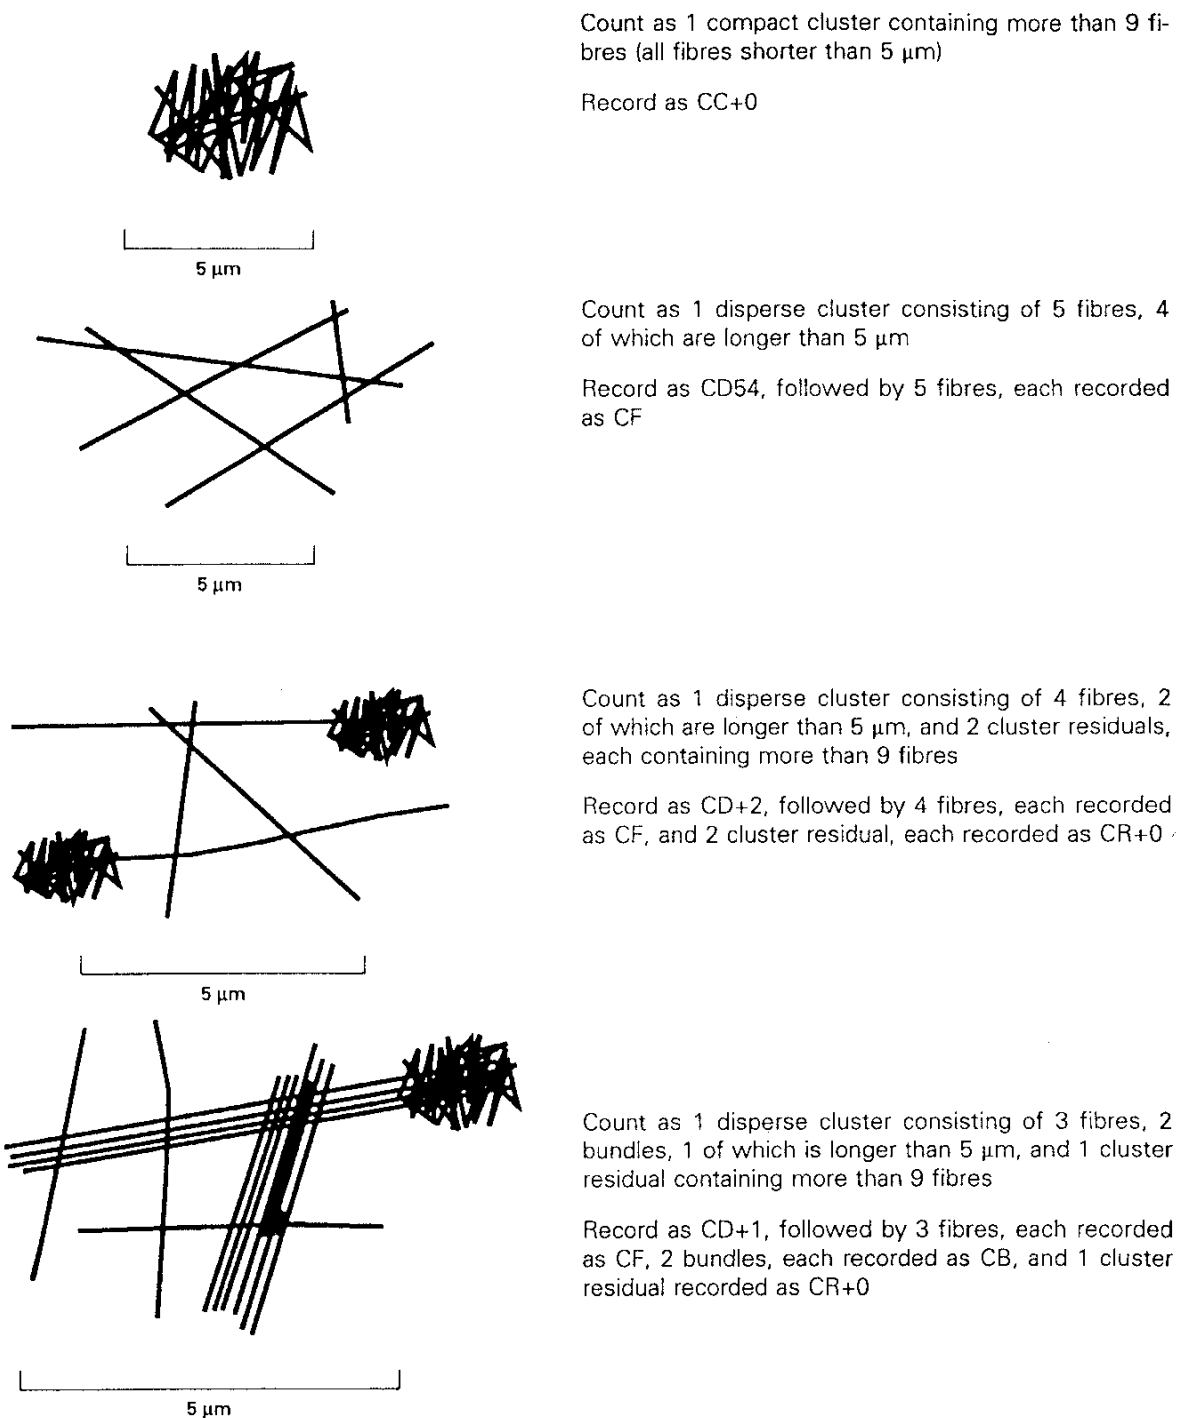 Count as 1 compact cluster containing more than 9 fi-
bres (all fibres shorter than 5 µm)
Record as CC+0
5 µm
Count as 1 disperse cluster consisting of 5 fibres, 4
of which are longer than 5 µm
Record as CD54, followed by 5 fibres, each recorded
as CF
5 µm
Count as 1 disperse cluster consisting of 4 fibres, 2
of which are longer than 5 µm, and 2 cluster residuals,
each containing more than 9 fibres
Record as CD+2, followed by 4 fibres, each recorded
as CF, and 2 cluster residual, each recorded as CR+0
5 µm
Count as 1 disperse cluster consisting of 3 fibres, 2
bundles, 1 of which is longer than 5 µm, and 1 cluster
residual containing more than 9 fibres
Record as CD+1, followed by 3 fibres, each recorded
as CF, 2 bundles, each recorded as CB, and 1 cluster
residual recorded as CR+0
5 µm